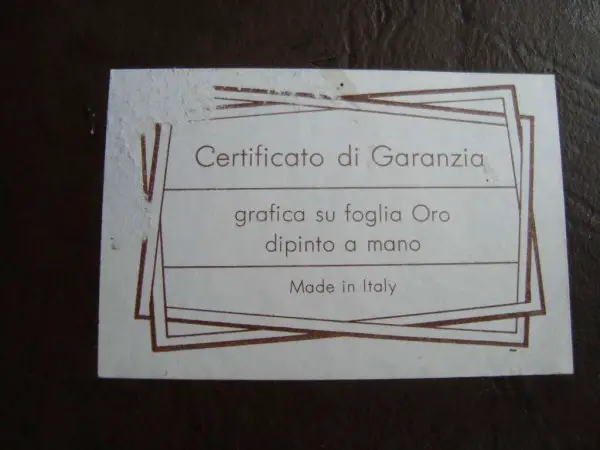 Certificato di Garanzia
grafica su foglia Oro
dipinto a mano
Made in Italy